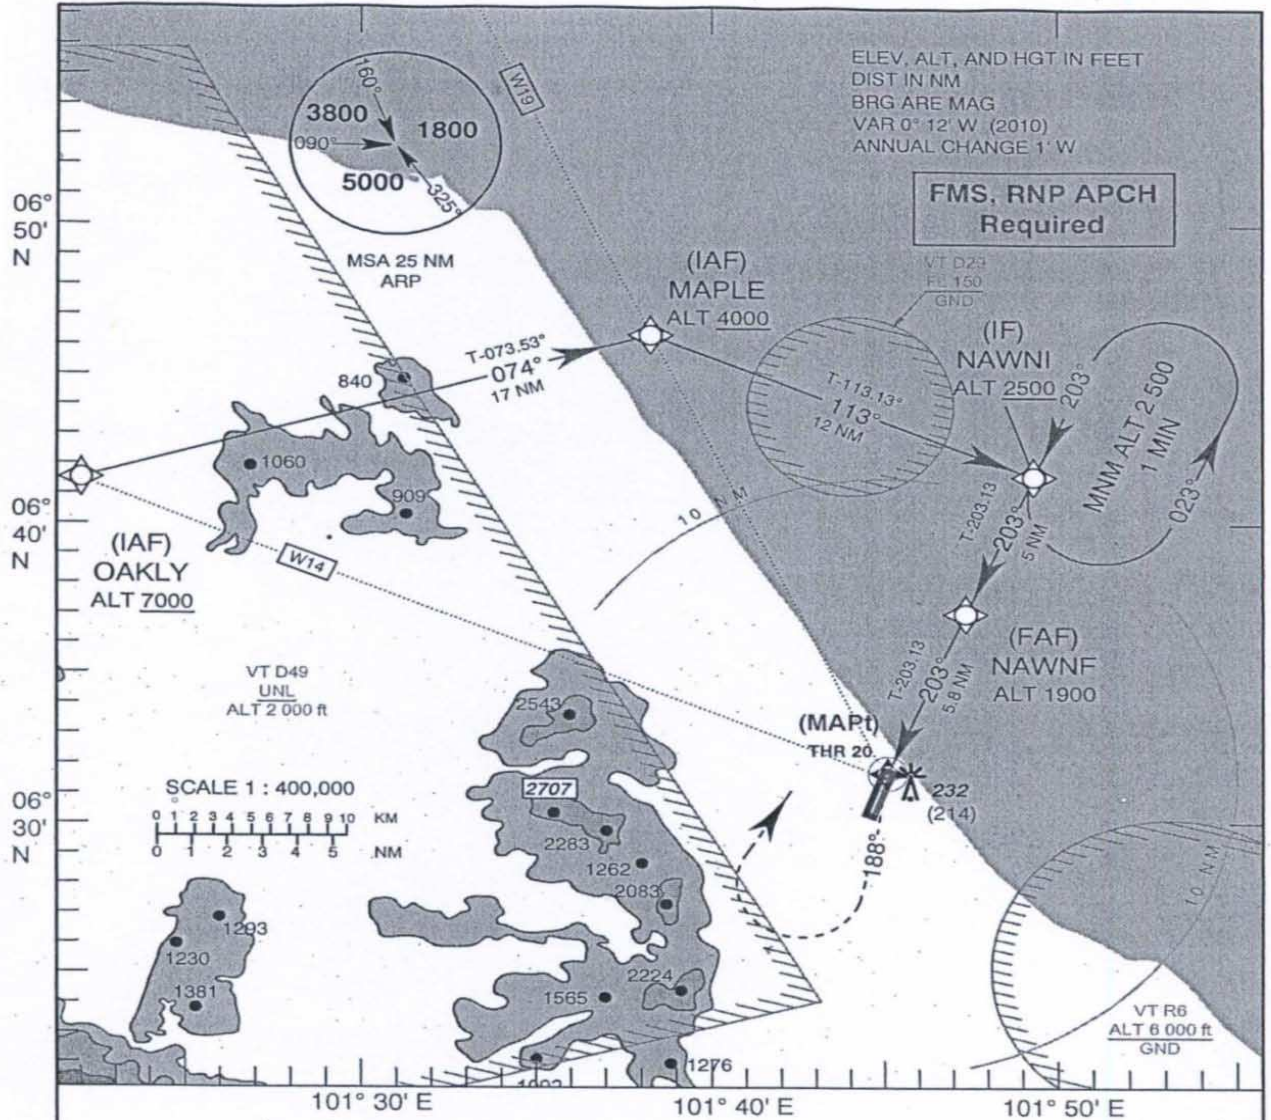 ELEV, ALT, AND HGT IN FEET
DIST IN NM
BRG ARE MAG
VAR 0° 12' W (2010)
ANNUAL CHANGE 1' W
FMS, RNP APCH
Required
W19
160°
3800
1800
090°
5000
325°
MSA 25 NM
ARP
06°
50'
N
(IAF)
MAPLE
ALT 4000
VT D29
FL 150
GND
(IF)
NAWNI
ALT 2500
T-073.53°
074°
17 NM
T-113.13°
113°
12 NM
203°
MNM ALT 2 500
1 MIN
023°
840
1060
909
10 NM
T-203.13
203°
5 NM
06°
40'
N
(IAF)
OAKLY
ALT 7000
W14
(FAF)
NAWNF
ALT 1900
T-203.13
203°
5.8 NM
VT D49
UNL
ALT 2 000 ft
2543
(MAPt)
THR 20
232
(214)
SCALE 1 : 400,000
0 1 2 3 4 5 6 7 8 9 10 KM
0 1 2 3 4 5 NM
06°
30'
N
2707
2283
1262
2083
188°
10 NM
1293
1230
1381
2224
1565
1276
VT R6
ALT 6 000 ft
GND
101° 30' E
101° 40' E
101° 50' E